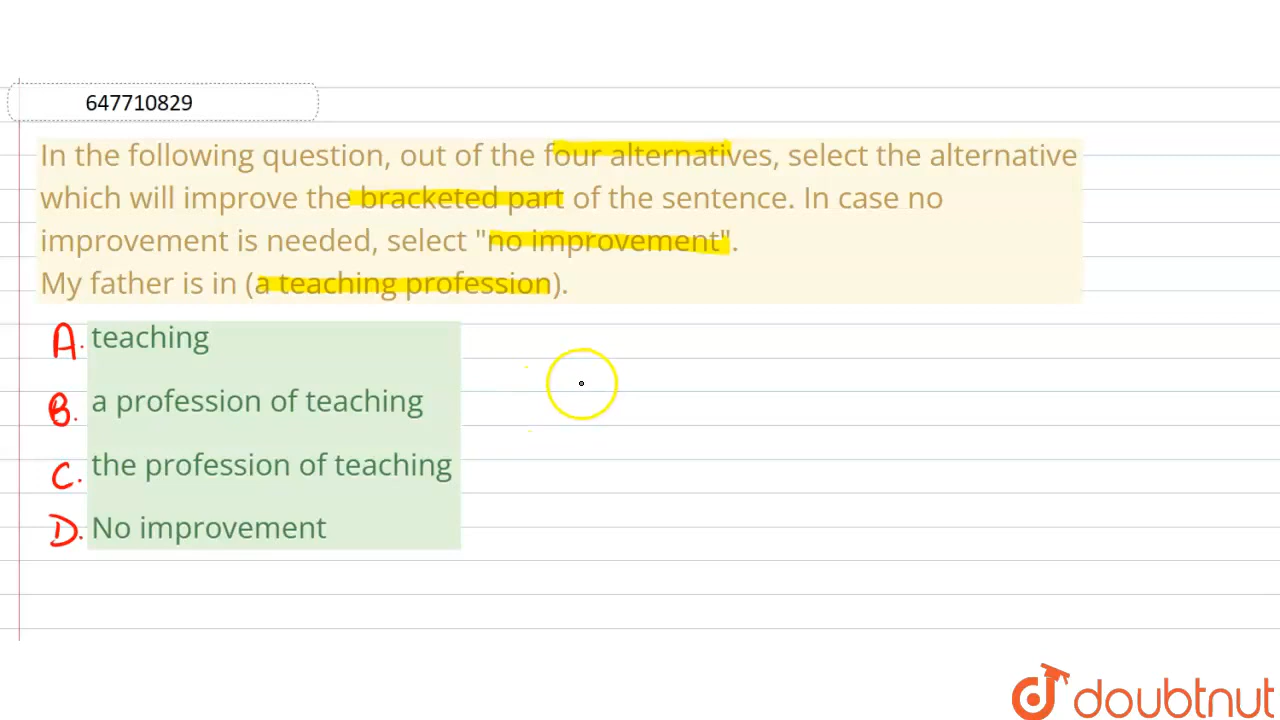 647710829
In the following question, out of the four alternatives, select the alternative
which will improve the bracketed part of the sentence. In case no
improvement is needed, select "no improvement".
My father is in (a teaching profession).
A. teaching
B. a profession of teaching
C. the profession of teaching
D. No improvement
doubtnut